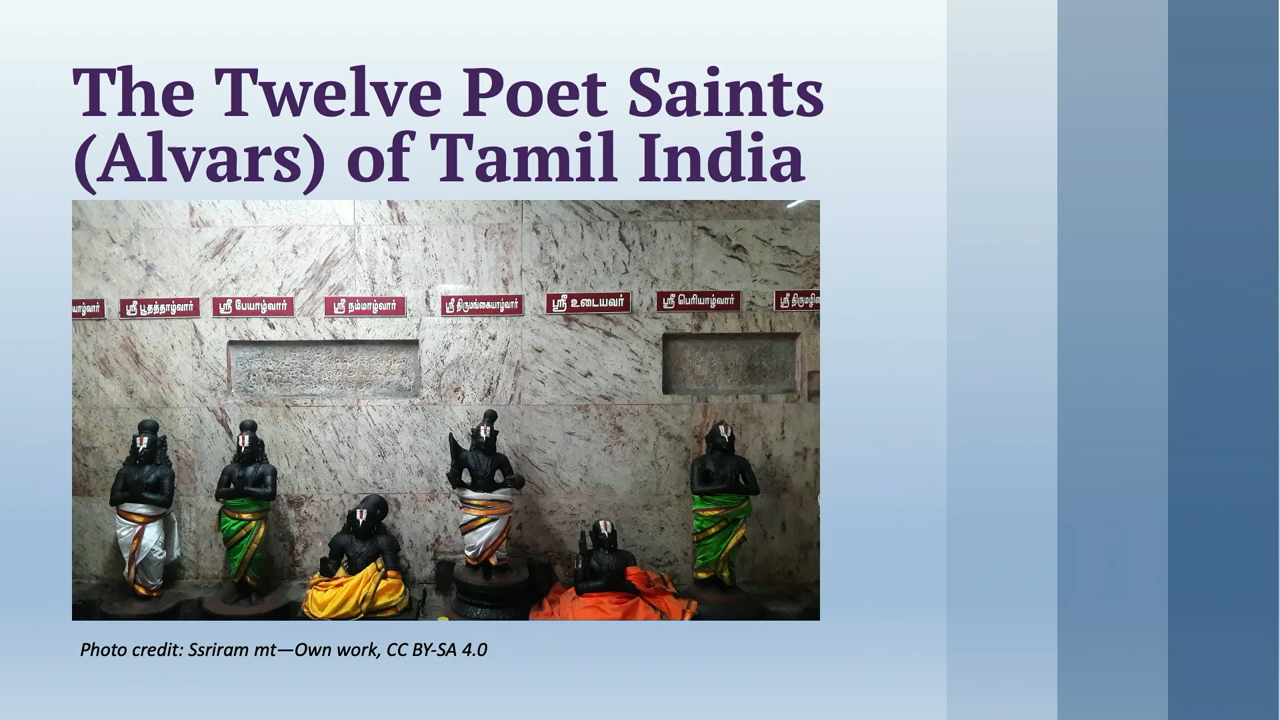 The Twelve Poet Saints
(Alvars) of Tamil India
ஸ்ரீ பூதத்தாழ்வார்
ஸ்ரீ பேயாழ்வார்
ஸ்ரீ நம்மாழ்வார்
ஸ்ரீ திருமங்கையாழ்வார்
ஸ்ரீ உடையவர்
ஸ்ரீ பெரியாழ்வார்
Photo credit: Ssriram mt—Own work, CC BY-SA 4.0